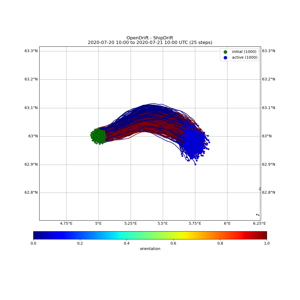 OpenDrift - ShipDrift
2020-07-20 10:00 to 2020-07-21 10:00 UTC (25 steps)
63.3°N 63.3°N
initial (1000)
active (1000)
63.2°N 63.2°N
63.1°N 63.1°N
63°N 63°N
62.9°N 62.9°N
62.8°N 62.8°N
4.75°E 5°E 5.25°E 5.5°E 5.75°E 6°E 6.25°E
0.0 0.2 0.4 0.6 0.8 1.0
orientation